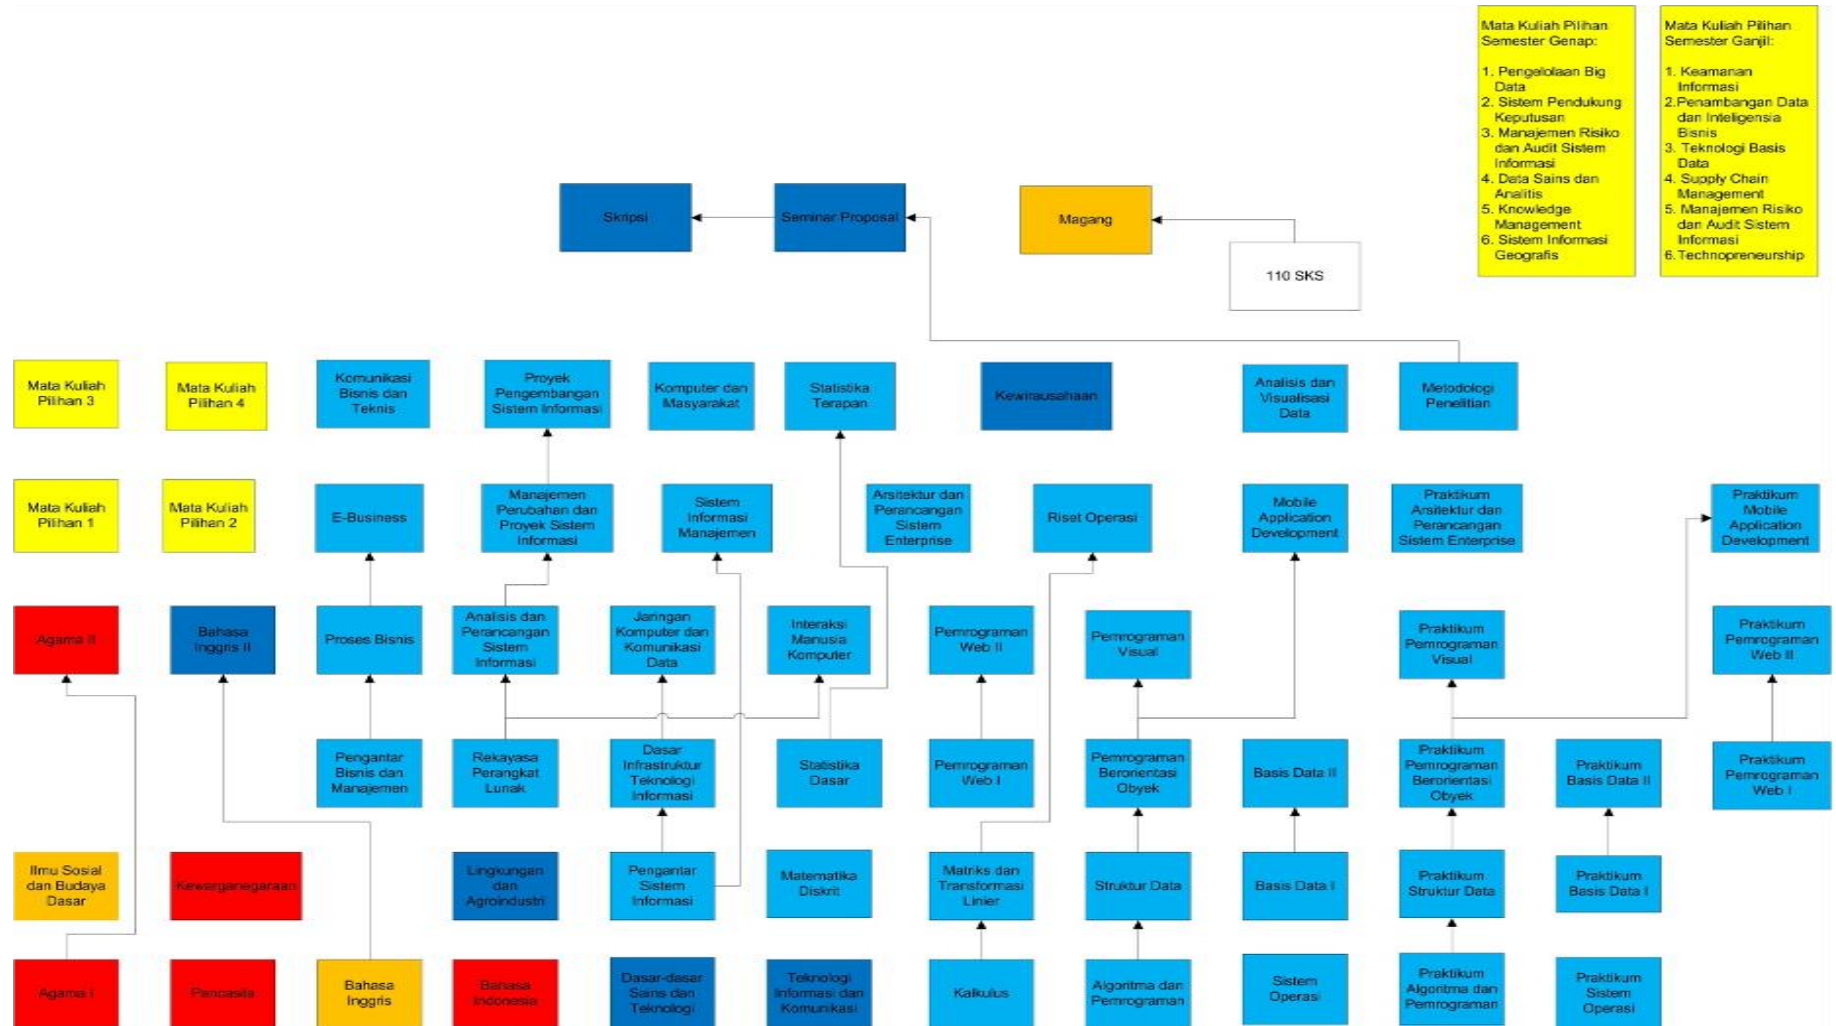 Mata Kuliah Pilihan
Semester Genap:
1. Pengelolaan Big
Data
2. Sistem Pendukung
Keputusan
3. Manajemen Risiko
dan Audit Sistem
Informasi
4. Data Sains dan
Analitis
5. Knowledge
Management
6. Sistem Informasi
Geografis
Mata Kuliah Pilihan
Semester Ganjil:
1. Keamanan
Informasi
2.Penambangan Data
dan Inteligensia
Bisnis
3. Teknologi Basis
Data
4. Supply Chain
Management
5. Manajemen Risiko
dan Audit Sistem
Informasi
6.Technopreneurship
Skripsi
Seminar Proposal
Magang
110 SKS
Mata Kuliah
Pilihan 3
Mata Kuliah
Pilihan 4
Komunikasi
Bisnis dan
Teknis
Proyek
Pengembangan
Sistem Informasi
Komputer dan
Masyarakat
Statistika
Terapan
Kewirausahaan
Analisis dan
Visualisasi
Data
Metodologi
Penelitian
Mata Kuliah
Pilihan 1
Mata Kuliah
Pilihan 2
E-Business
Manajemen
Perubahan dan
Proyek Sistem
Informasi
Sistem
Informasi
Manajemen
Arsitektur dan
Perancangan
Sistem
Enterprise
Riset Operasi
Mobile
Application
Development
Praktikum
Arsitektur dan
Perancangan
Sistem Enterprise
Praktikum
Mobile
Application
Development
Agama II
Bahasa
Inggris II
Proses Bisnis
Analisis dan
Perancangan
Sistem
Informasi
Jaringan
Komputer dan
Komunikasi
Data
Interaksi
Manusia
Komputer
Pemrograman
Web II
Pemrograman
Visual
Praktikum
Pemrograman
Visual
Praktikum
Pemrograman
Web II
Pengantar
Bisnis dan
Manajemen
Rekayasa
Perangkat
Lunak
Dasar
Infrastruktur
Teknologi
Informasi
Statistika
Dasar
Pemrograman
Web I
Pemrograman
Berorientasi
Obyek
Basis Data II
Praktikum
Pemrograman
Berorientasi
Obyek
Praktikum
Basis Data II
Praktikum
Pemrograman
Web I
Ilmu Sosial
dan Budaya
Dasar
Kewarganegaraan
Lingkungan
dan
Agroindustri
Pengantar
Sistem
Informasi
Matematika
Diskrit
Matriks dan
Transformasi
Linier
Struktur Data
Basis Data I
Praktikum
Struktur Data
Praktikum
Basis Data I
Agama I
Pancasila
Bahasa
Inggris
Bahasa
Indonesia
Dasar-dasar
Sains dan
Teknologi
Teknologi
Informasi dan
Komunikasi
Kalkulus
Algoritma dan
Pemrograman
Sistem
Operasi
Praktikum
Algoritma dan
Pemrograman
Praktikum
Sistem
Operasi